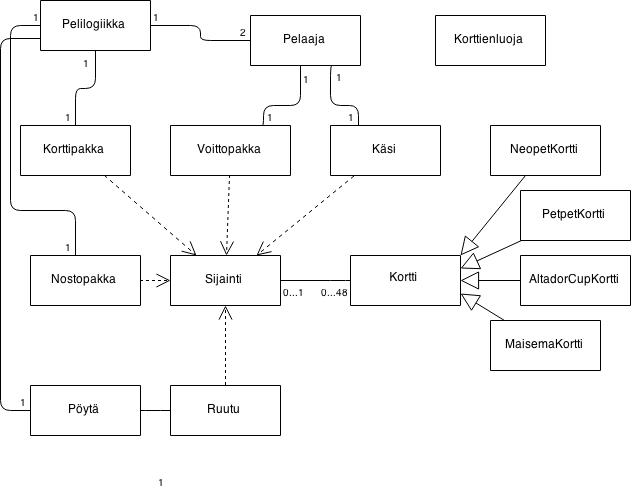 1 Pelilogiikka 1
2 Pelaaja
Korttienluoja
1 1 1
1 1 1
Korttipakka Voittopakka Käsi NeopetKortti
PetpetKortti
1
Nostopakka Sijainti Kortti AltadorCupKortti
0...1 0...48
MaisemaKortti
1 Pöytä Ruutu
1